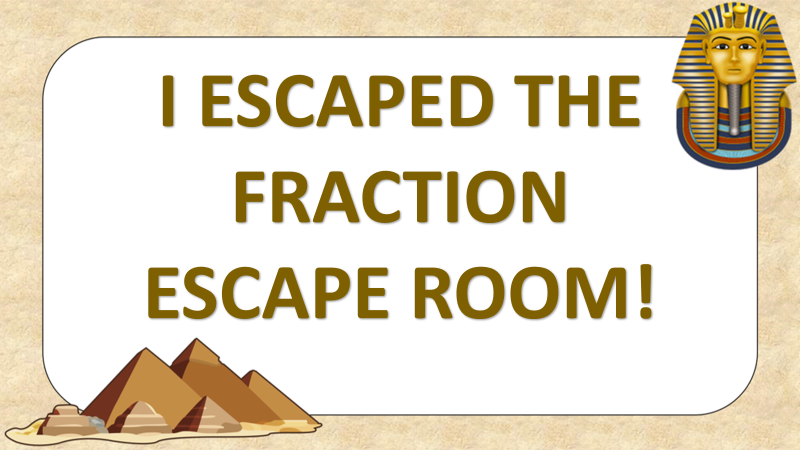 I ESCAPED THE
FRACTION
ESCAPE ROOM!